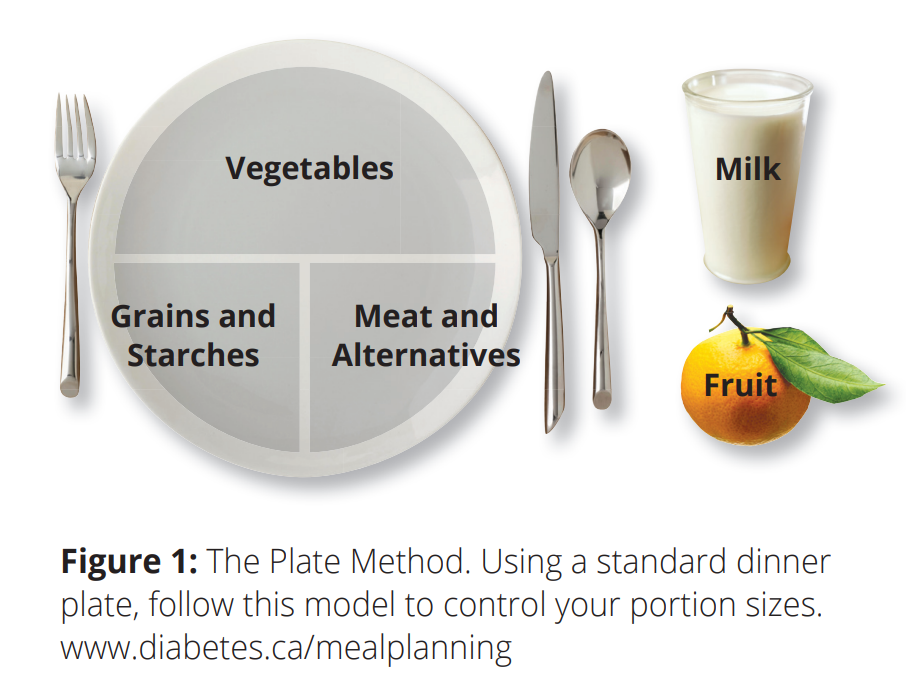 Vegetables
Grains and
Starches
Meat and
Alternatives
Milk
Fruit
Figure 1: The Plate Method. Using a standard dinner
plate, follow this model to control your portion sizes.
www.diabetes.ca/mealplanning